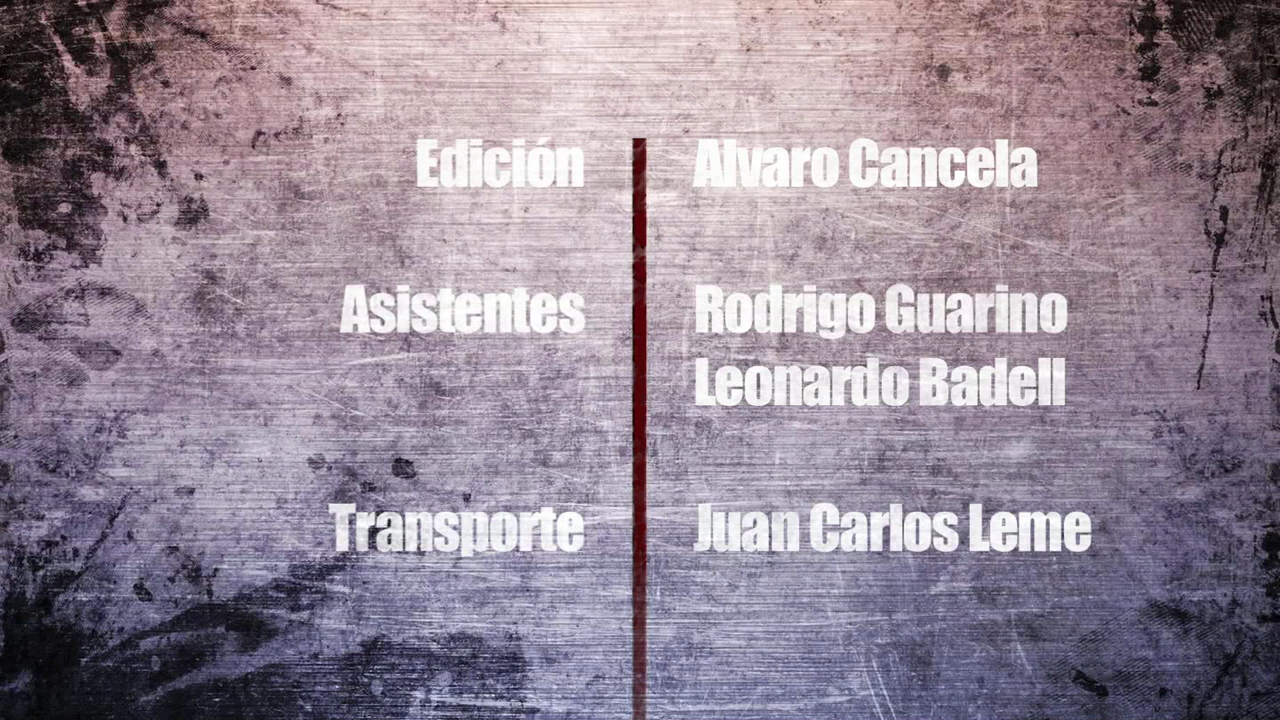 Edición Alvaro Cancela
Asistentes Rodrigo Guarino
Leonardo Badell
Transporte Juan Carlos Leme